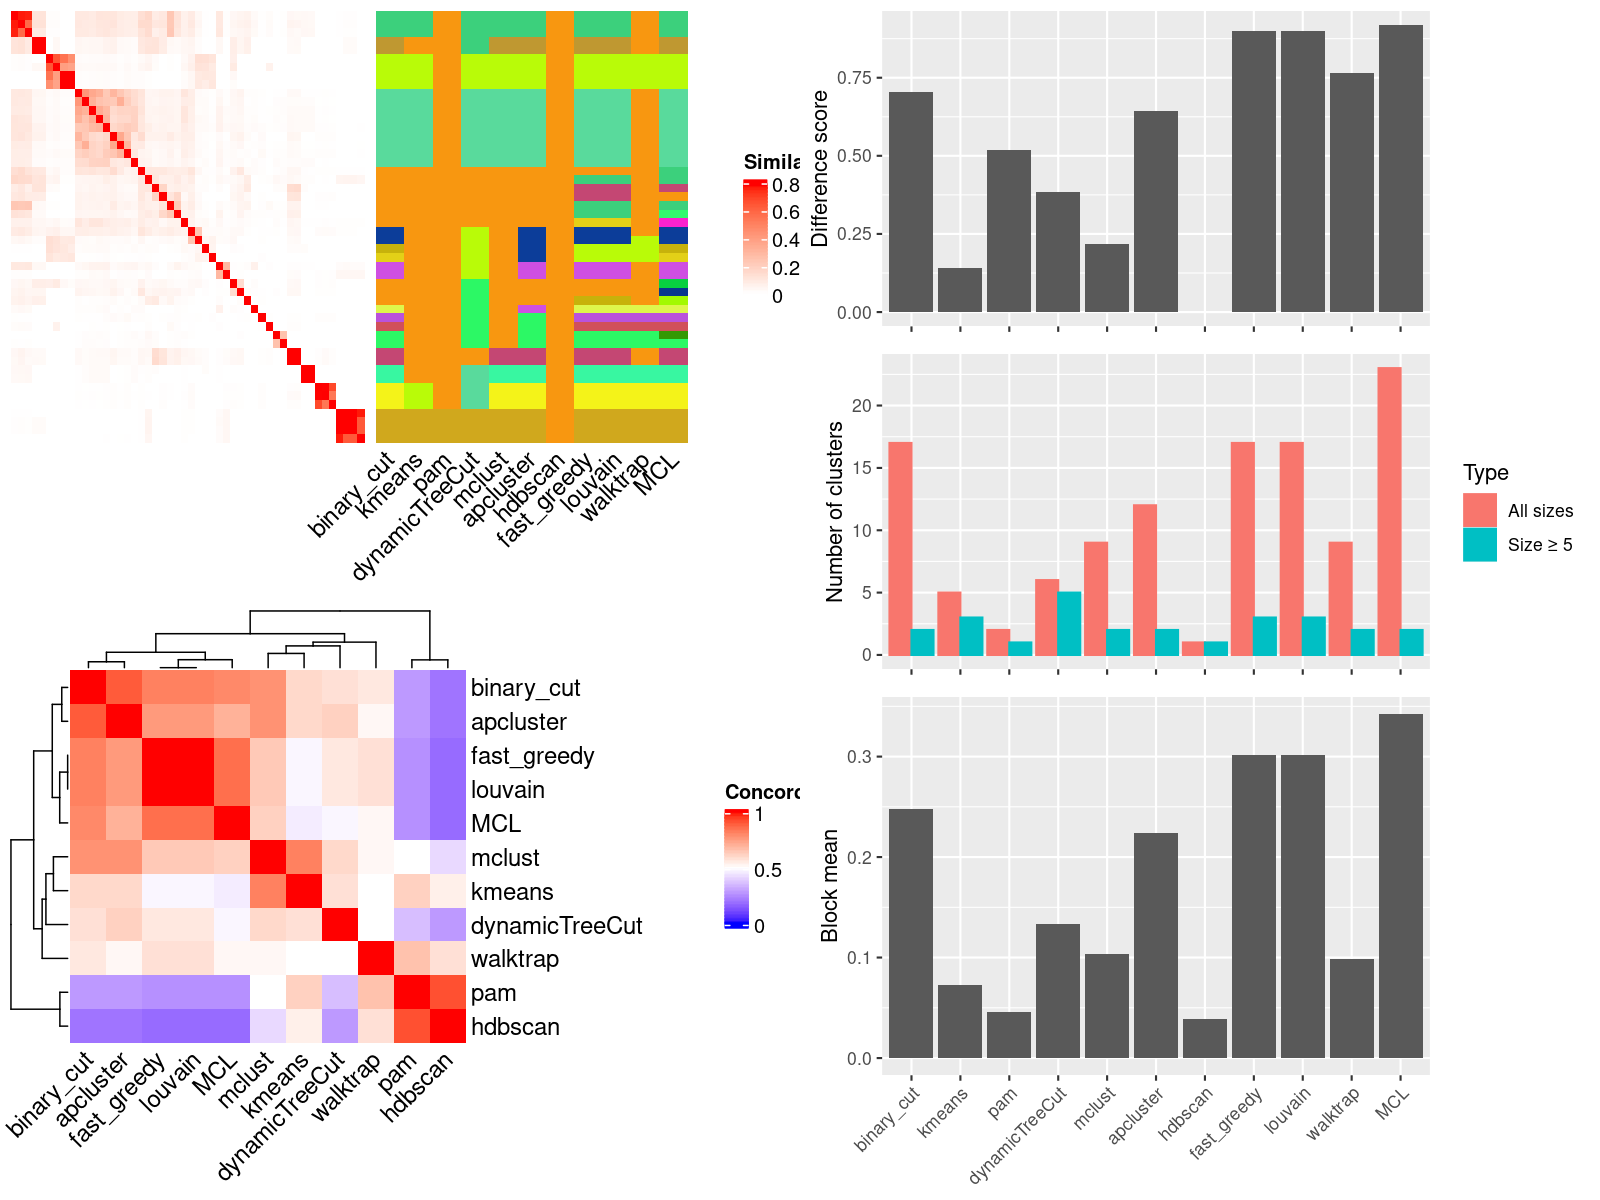 Simila
0.8
0.6
0.4
0.2
0
binary_cut
kmeans
pam
dynamicTreeCut
mclust
apcluster
hdbscan
fast_greedy
louvain
walktrap
MCL
binary_cut
apcluster
fast_greedy
louvain
MCL
mclust
kmeans
dynamicTreeCut
walktrap
pam
hdbscan
Concord
1
0.5
0
binary_cut
apcluster
fast_greedy
louvain
MCL
mclust
kmeans
dynamicTreeCut
walktrap
pam
hdbscan
Difference score
0.75
0.50
0.25
0.00
Number of clusters
20
15
10
5
0
Type
All sizes
Size ≥ 5
Block mean
0.3
0.2
0.1
0.0
binary_cut
kmeans
pam
dynamicTreeCut
mclust
apcluster
hdbscan
fast_greedy
louvain
walktrap
MCL